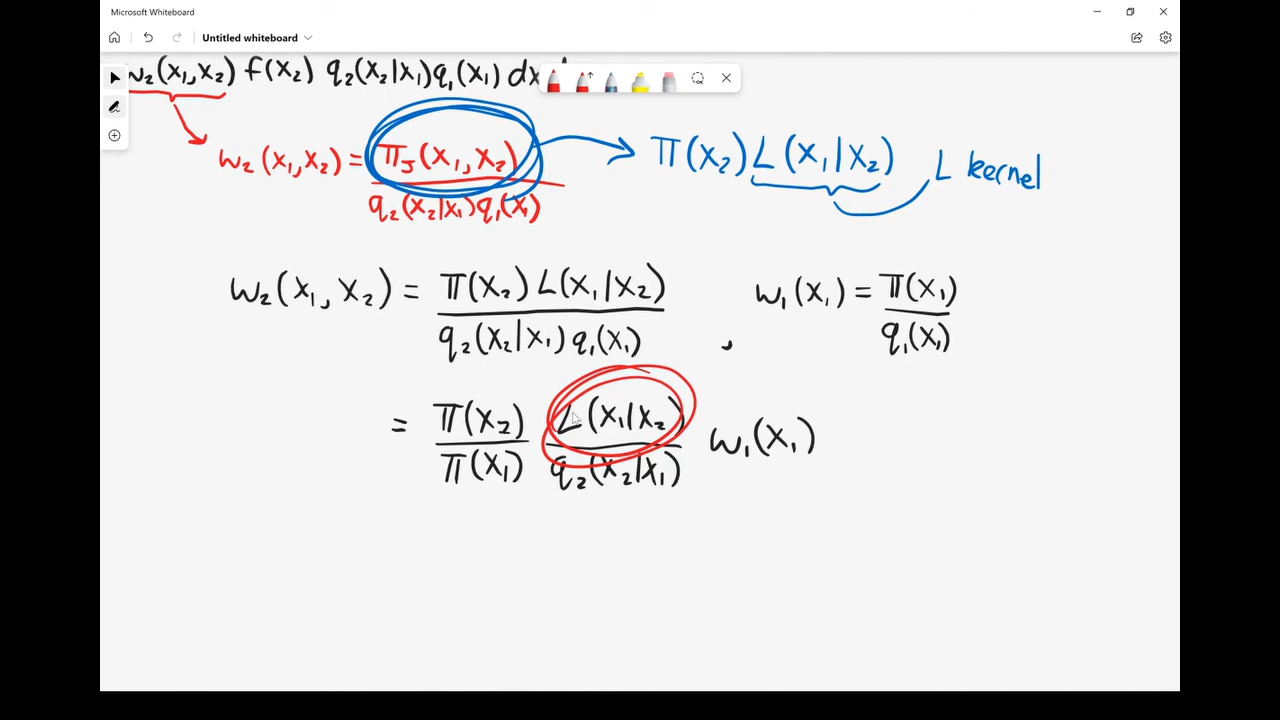 Microsoft Whiteboard
Untitled whiteboard
w₂(x₁,x₂) f(x₂) q₂(x₂|x₁)q₁(x₁) dx
w₂(x₁,x₂) = π_J(x₁,x₂) / q₂(x₂|x₁)q₁(x₁)
π(x₂)L(x₁|x₂) L kernel
w₂(x₁,x₂) = π(x₂)L(x₁|x₂) / q₂(x₂|x₁)q₁(x₁) , w₁(x₁) = π(x₁) / q₁(x₁)
= π(x₂) / π(x₁) L(x₁|x₂) / q₂(x₂|x₁) w₁(x₁)